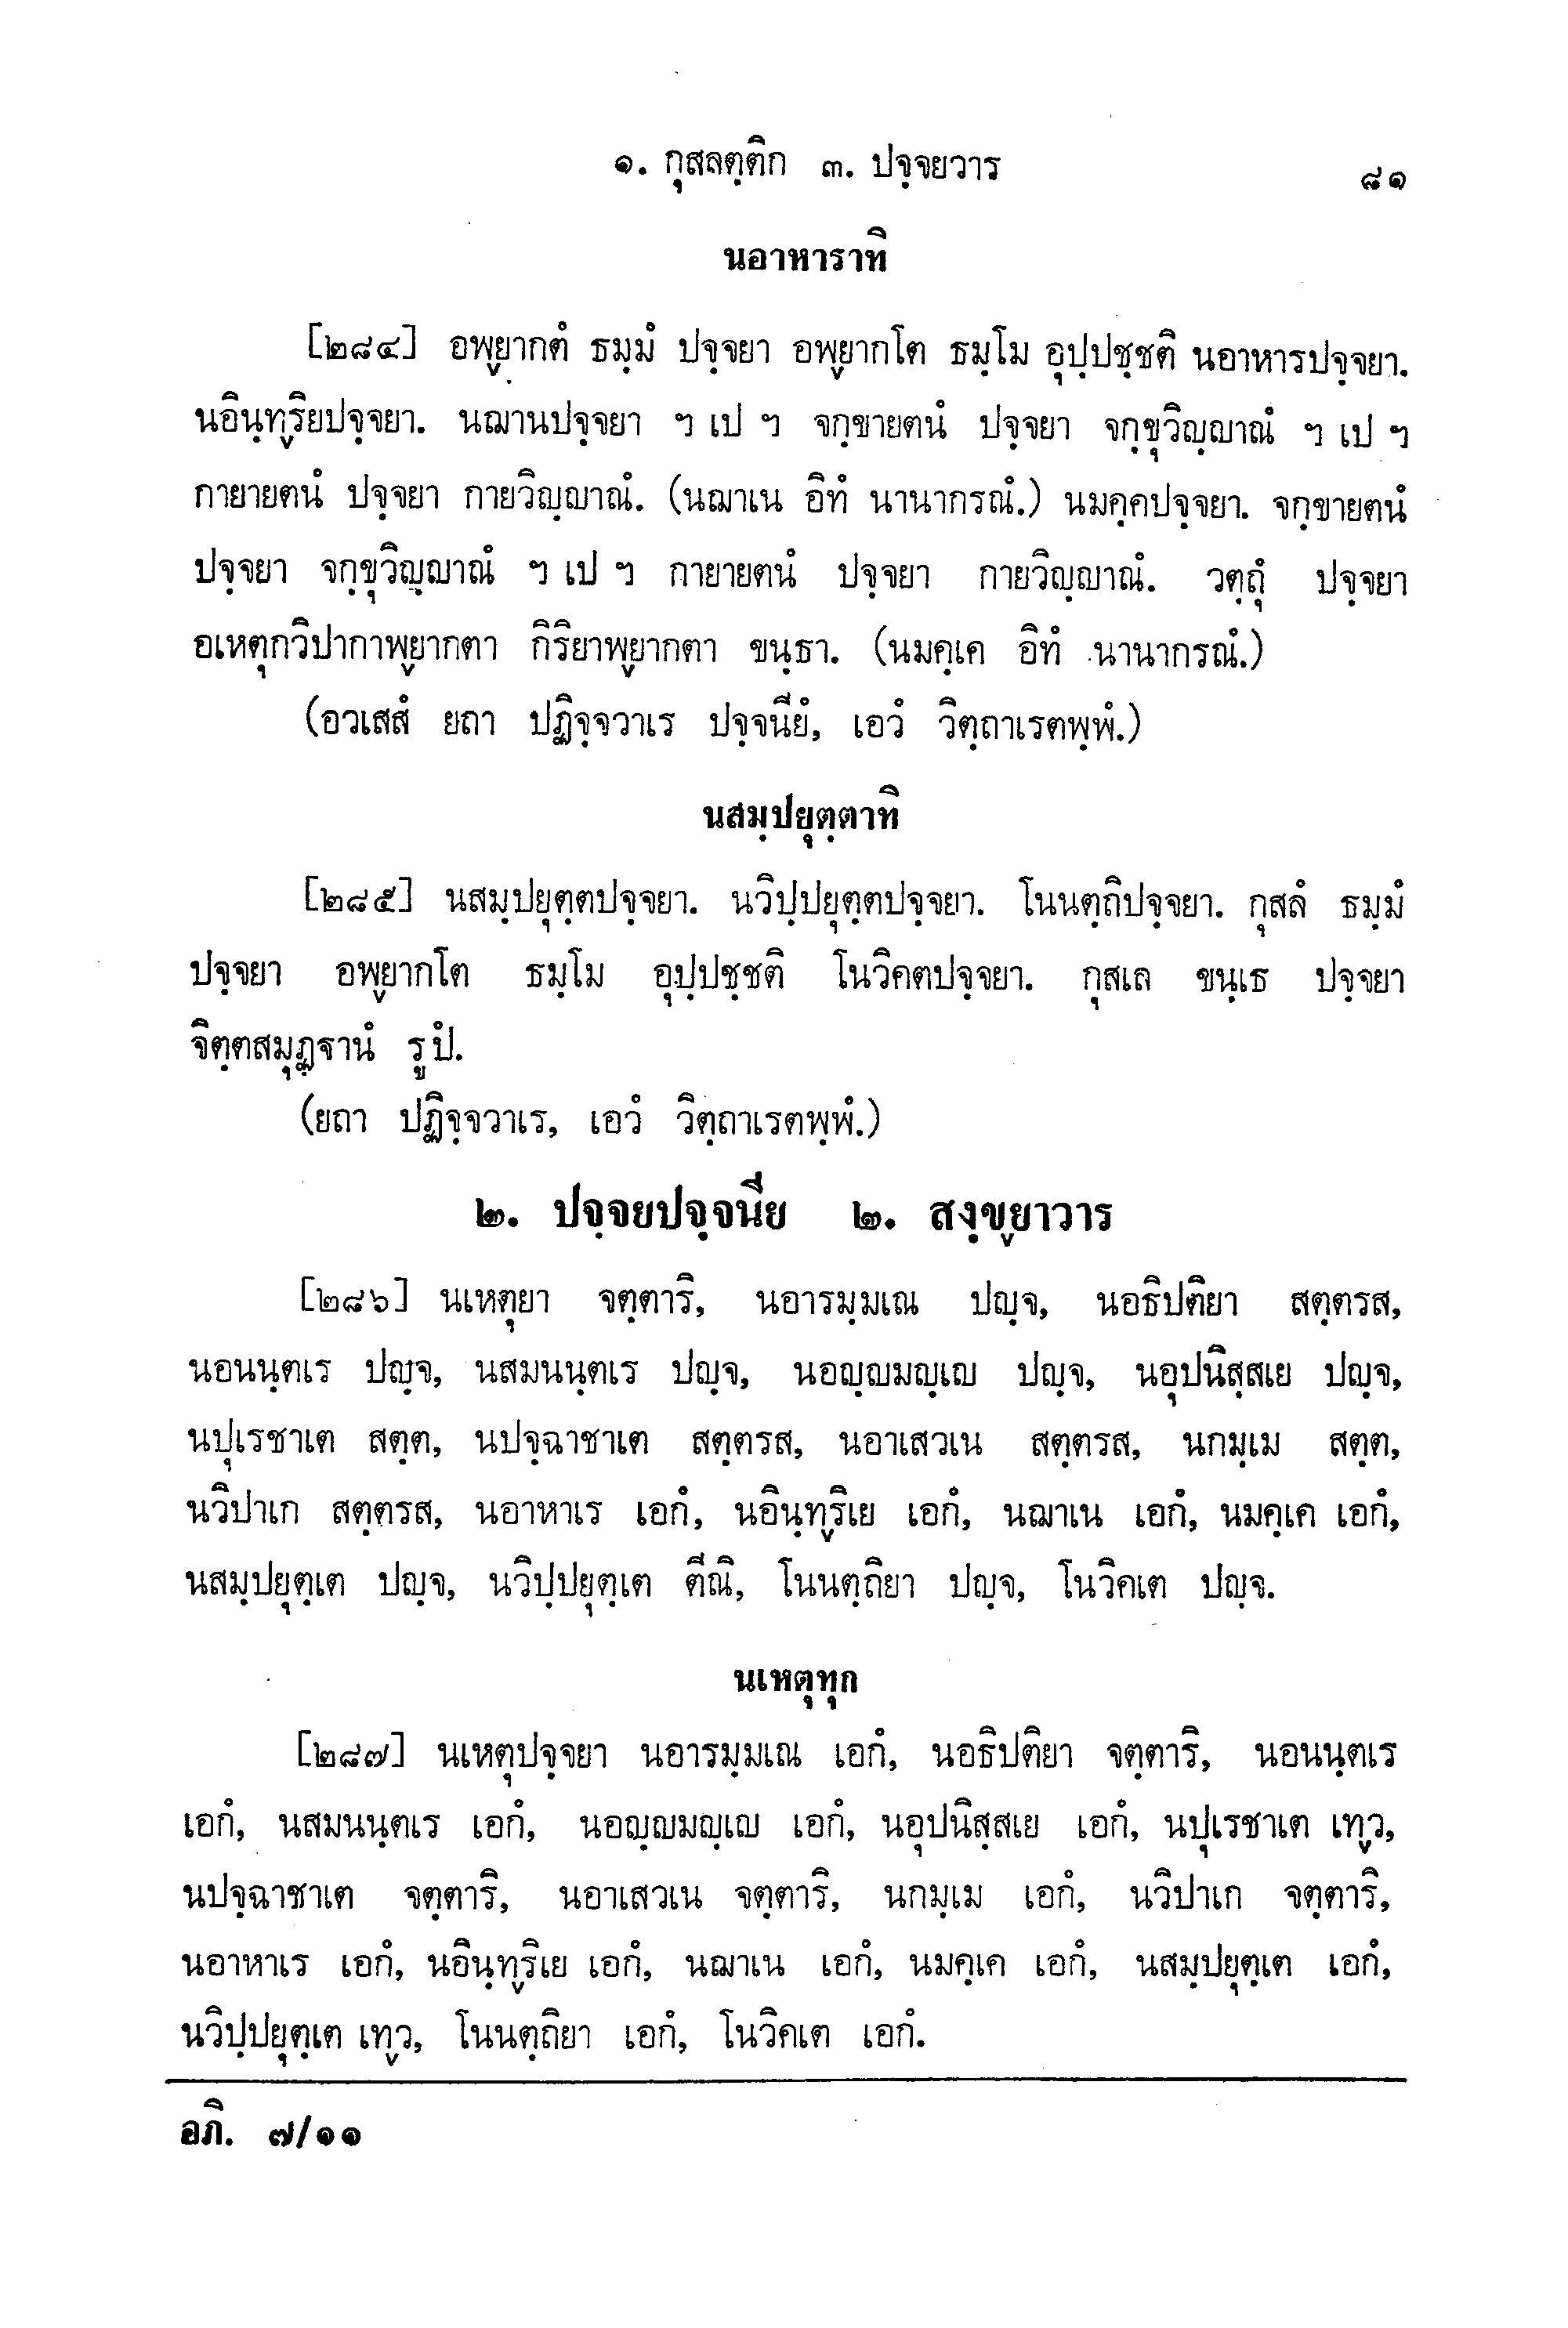 ๑. กุสลตฺติก ๓. ปจฺจยวาร ๘๑
นอาหาราทิ
[๒๘๔] อพฺยากตํ ธมฺมํ ปจฺจยา อพฺยากโต ธมฺโม อุปฺปชฺชติ นอาหารปจฺจยา.
นอินฺทฺริยปจฺจยา. นฌานปจฺจยา ฯ เป ฯ จกฺขายตนํ ปจฺจยา จกฺขุวิญฺญาณํ ฯ เป ฯ
กายายตนํ ปจฺจยา กายวิญฺญาณํ. (นฌาเน อิทํ นานากรณํ.) นมคฺคปจฺจยา. จกฺขายตนํ
ปจฺจยา จกฺขุวิญฺญาณํ ฯ เป ฯ กายายตนํ ปจฺจยา กายวิญฺญาณํ. วตฺถุํ ปจฺจยา
อเหตุกวิปากาพฺยากตา กิริยาพฺยากตา ขนฺธา. (นมคฺเค อิทํ นานากรณํ.)
(อวเสสํ ยถา ปฏิจฺจวาเร ปจฺจนียํ, เอวํ วิตฺถาเรตพฺพํ.)
นสมฺปยุตฺตาทิ
[๒๘๕] นสมฺปยุตฺตปจฺจยา. นวิปฺปยุตฺตปจฺจยา. โนนตฺถิปจฺจยา. กุสลํ ธมฺมํ
ปจฺจยา อพฺยากโต ธมฺโม อุปฺปชฺชติ โนวิคตปจฺจยา. กุสเล ขนฺเธ ปจฺจยา
จิตฺตสมุฏฺฐานํ รูปํ.
(ยถา ปฏิจฺจวาเร, เอวํ วิตฺถาเรตพฺพํ.)
๒. ปจฺจยปจฺจนีย ๒. สงฺขฺยาวาร
[๒๘๖] นเหตุยา จตฺตาริ, นอารมฺมเณ ปญฺจ, นอธิปติยา สตฺตรส,
นอนนฺตเร ปญฺจ, นสมนนฺตเร ปญฺจ, นอญฺญมญฺเญ ปญฺจ, นอุปนิสฺสเย ปญฺจ,
นปุเรชาเต สตฺต, นปจฺฉาชาเต สตฺตรส, นอาเสวเน สตฺตรส, นกมฺเม สตฺต,
นวิปาเก สตฺตรส, นอาหาเร เอกํ, นอินฺทฺริเย เอกํ, นฌาเน เอกํ, นมคฺเค เอกํ,
นสมฺปยุตฺเต ปญฺจ, นวิปฺปยุตฺเต ตีณิ, โนนตฺถิยา ปญฺจ, โนวิคเต ปญฺจ.
นเหตุทุก
[๒๘๗] นเหตุปจฺจยา นอารมฺมเณ เอกํ, นอธิปติยา จตฺตาริ, นอนนฺตเร
เอกํ, นสมนนฺตเร เอกํ, นอญฺญมญฺเญ เอกํ, นอุปนิสฺสเย เอกํ, นปุเรชาเต เทฺว,
นปจฺฉาชาเต จตฺตาริ, นอาเสวเน จตฺตาริ, นกมฺเม เอกํ, นวิปาเก จตฺตาริ,
นอาหาเร เอกํ, นอินฺทฺริเย เอกํ, นฌาเน เอกํ, นมคฺเค เอกํ, นสมฺปยุตฺเต เอกํ,
นวิปฺปยุตฺเต เทฺว, โนนตฺถิยา เอกํ, โนวิคเต เอกํ.
อภิ. ๗/๑๑